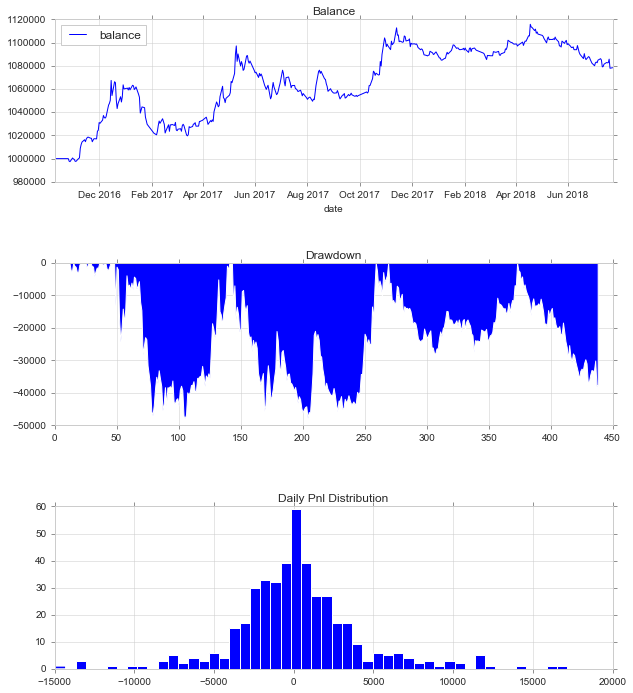 Balance
1120000
balance
1100000
1080000
1060000
1040000
1020000
1000000
980000
Dec 2016 Feb 2017 Apr 2017 Jun 2017 Aug 2017 Oct 2017 Dec 2017 Feb 2018 Apr 2018 Jun 2018
date
Drawdown
0
−10000
−20000
−30000
−40000
−50000
0 50 100 150 200 250 300 350 400 450
Daily Pnl Distribution
60
50
40
30
20
10
0
−15000 −10000 −5000 0 5000 10000 15000 20000